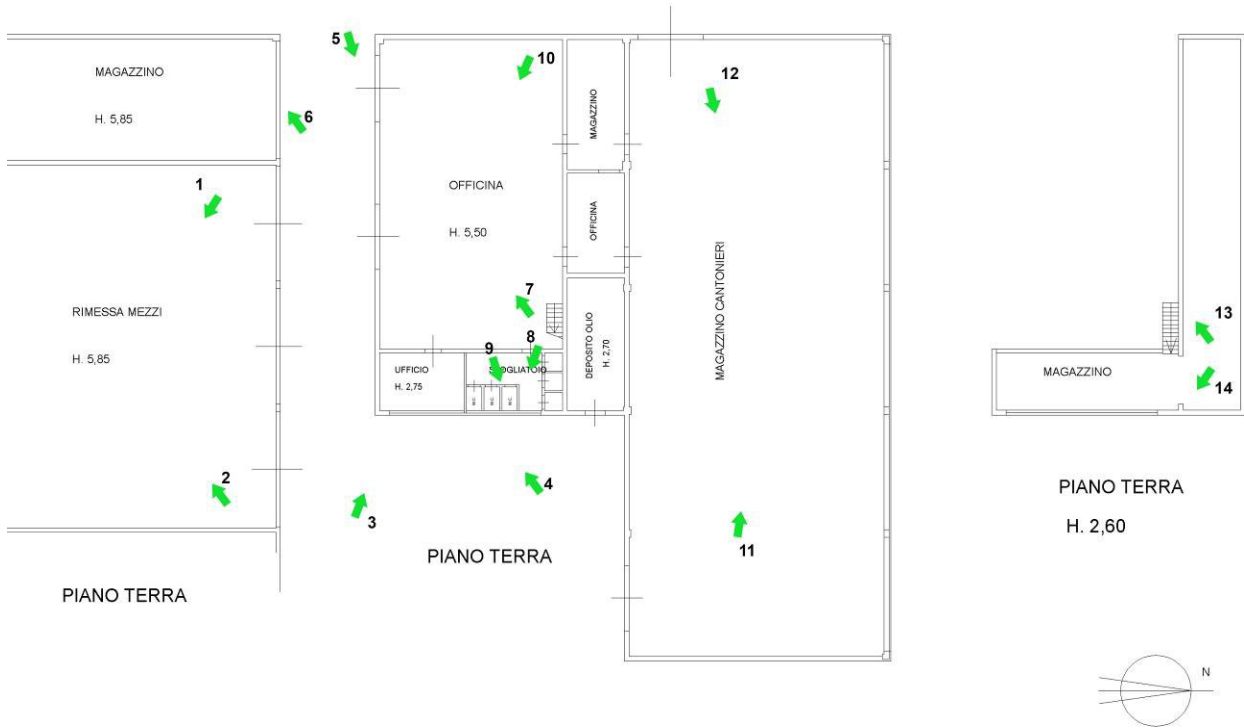 MAGAZZINO
H. 5,85
6
1
RIMESSA MEZZI
H. 5,85
2
PIANO TERRA
5
10
OFFICINA
H. 5,50
MAGAZZINO
OFFICINA
7
8
9
UFFICIO
H. 2,75
SPOGLIATOIO
W.C.
W.C.
W.C.
DEPOSITO OLIO
H. 2,70
3
4
PIANO TERRA
12
MAGAZZINO CANTONIERI
11
13
MAGAZZINO
14
PIANO TERRA
H. 2,60
N